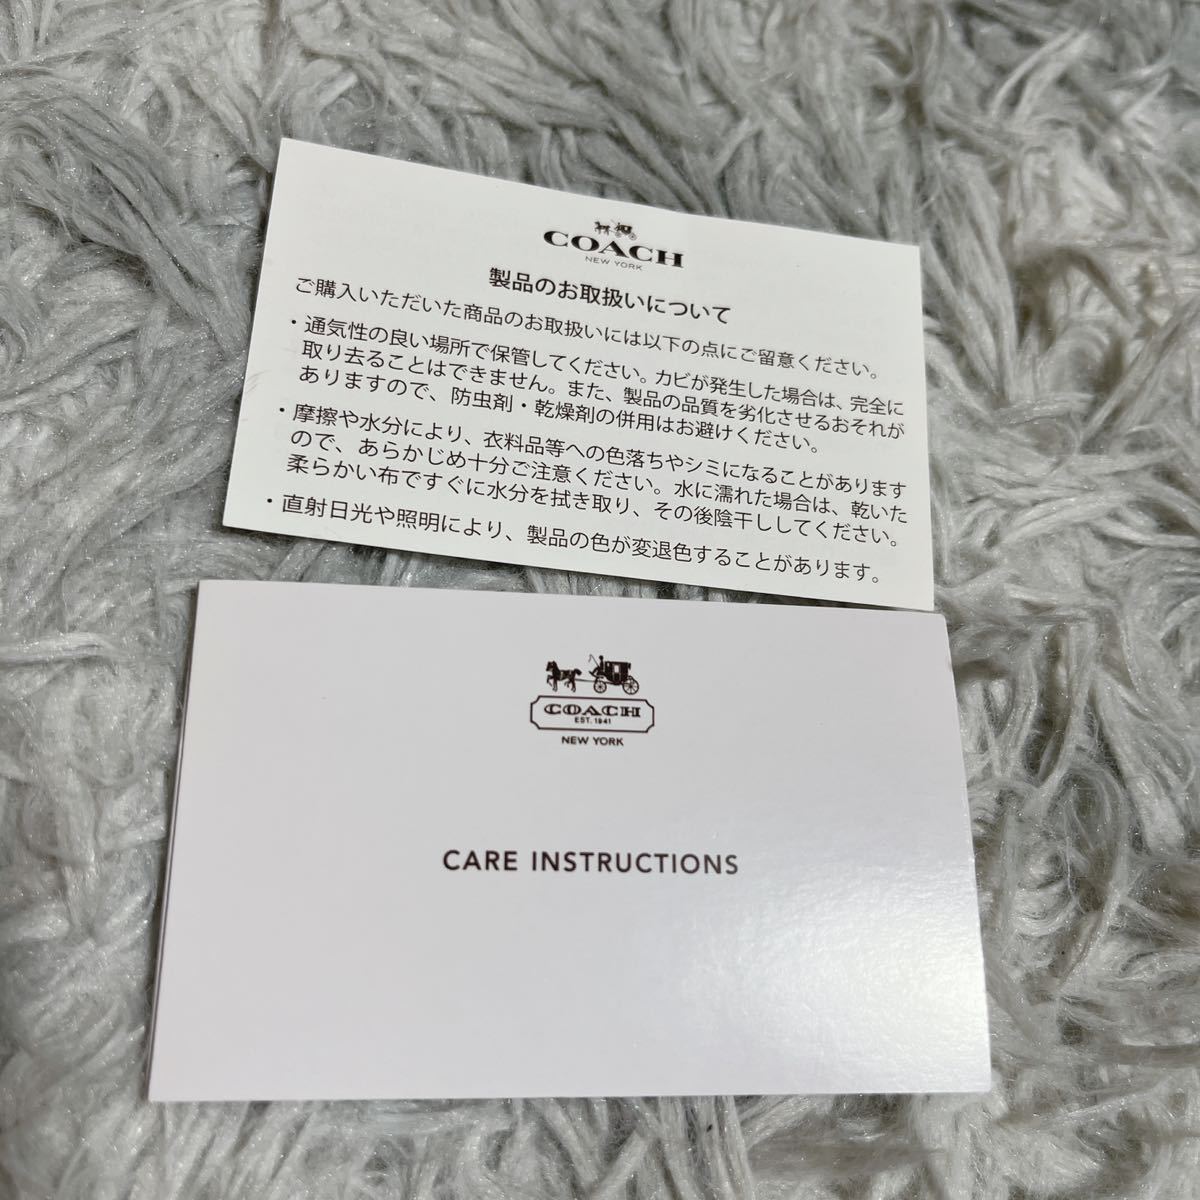 COACH
NEW YORK
製品のお取扱いについて
ご購入いただいた商品のお取扱いには以下の点にご留意ください。
・通気性の良い場所で保管してください。カビが発生した場合は、完全に
取り去ることはできません。また、製品の品質を劣化させるおそれが
ありますので、防虫剤・乾燥剤の併用はお避けください。
・摩擦や水分により、衣料品等への色落ちやシミになることがあります
ので、あらかじめ十分ご注意ください。水に濡れた場合は、乾いた
柔らかい布ですぐに水分を拭き取り、その後陰干ししてください。
・直射日光や照明により、製品の色が変退色することがあります。
COACH
EST. 1941
NEW YORK
CARE INSTRUCTIONS